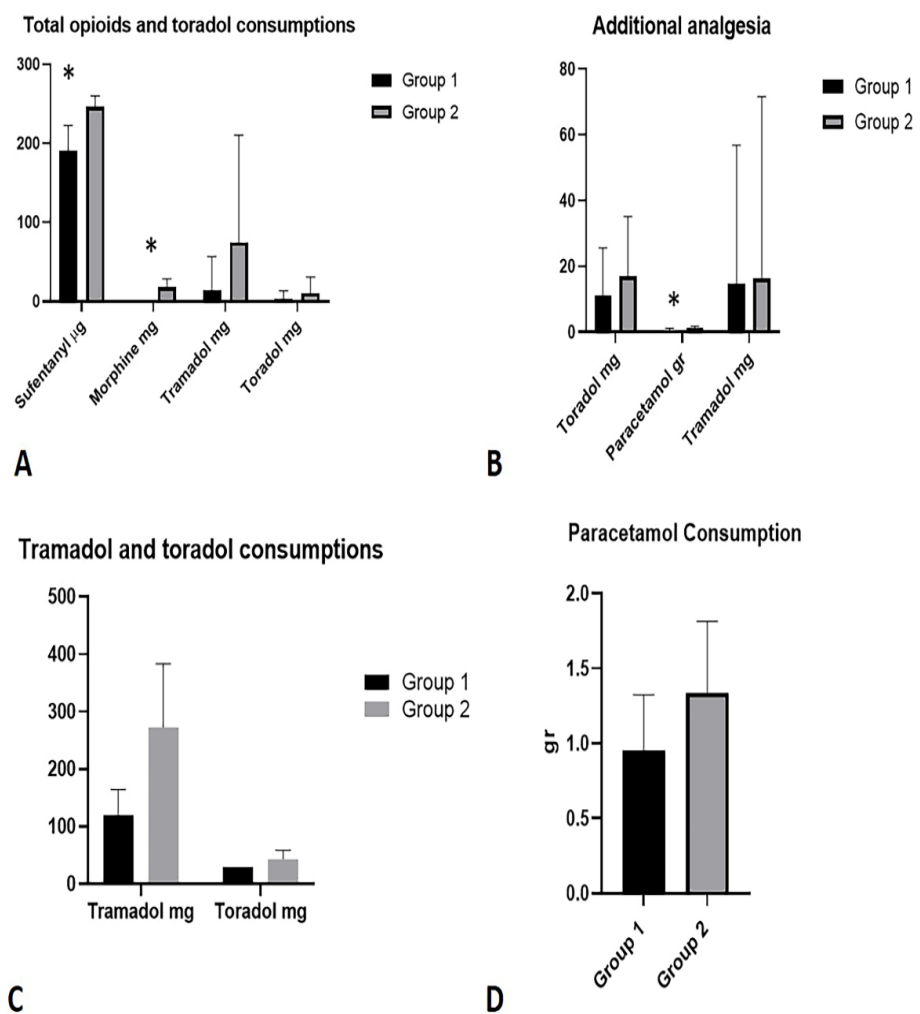 Total opioids and toradol consumptions
300
200
100
0
*
*
Group 1
Group 2
Sufentanyl µg
Morphine mg
Tramadol mg
Toradol mg
A
Additional analgesia
80
60
40
20
0
*
Group 1
Group 2
Toradol mg
Paracetamol gr
Tramadol mg
B
Tramadol and toradol consumptions
500
400
300
200
100
0
Group 1
Group 2
Tramadol mg
Toradol mg
C
Paracetamol Consumption
2.0
1.5
1.0
0.5
0.0
gr
Group 1
Group 2
D